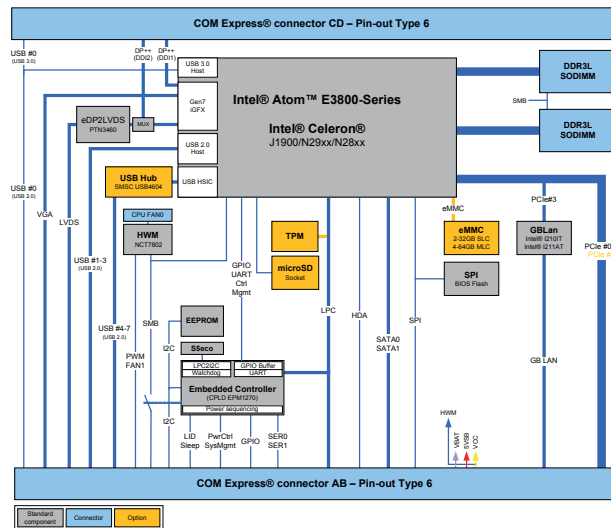 COM Express® connector CD – Pin-out Type 6
USB #0
(USB 3.0)
DP++
(DDI2)
DP++
(DDI1)
USB 3.0
Host
Gen7
iGFX
USB 2.0
Host
USB HSIC
Intel® Atom™ E3800-Series
Intel® Celeron®
J1900/N29xx/N28xx
DDR3L
SODIMM
SMB
DDR3L
SODIMM
eDP2LVDS
PTN3460
MUX
USB Hub
SMSC USB4604
USB #0
(USB 2.0)
VGA
LVDS
USB #1-3
(USB 2.0)
USB #4-7
(USB 2.0)
CPU FAN0
HWM
NCT7802
PWM
FAN1
SMB
I2C
I2C
GPIO
UART
Ctrl
Mgmt
TPM
microSD
Socket
EEPROM
S5eco
LPC2I2C
Watchdog
GPIO Buffer
UART
Embedded Controller
(CPLD EPM1270)
Power sequencing
LID
Sleep
PwrCtrl
SysMgmt
GPIO
SER0
SER1
LPC
HDA
SATA0
SATA1
SPI
eMMC
eMMC
2-32GB SLC
4-64GB MLC
SPI
BIOS Flash
PCIe#3
GBLan
Intel® I210IT
Intel® I211AT
GB LAN
PCIe #0
PCIe #
HWM
VBAT
5VSB
VCC
COM Express® connector AB – Pin-out Type 6
Standard
component
Connector
Option